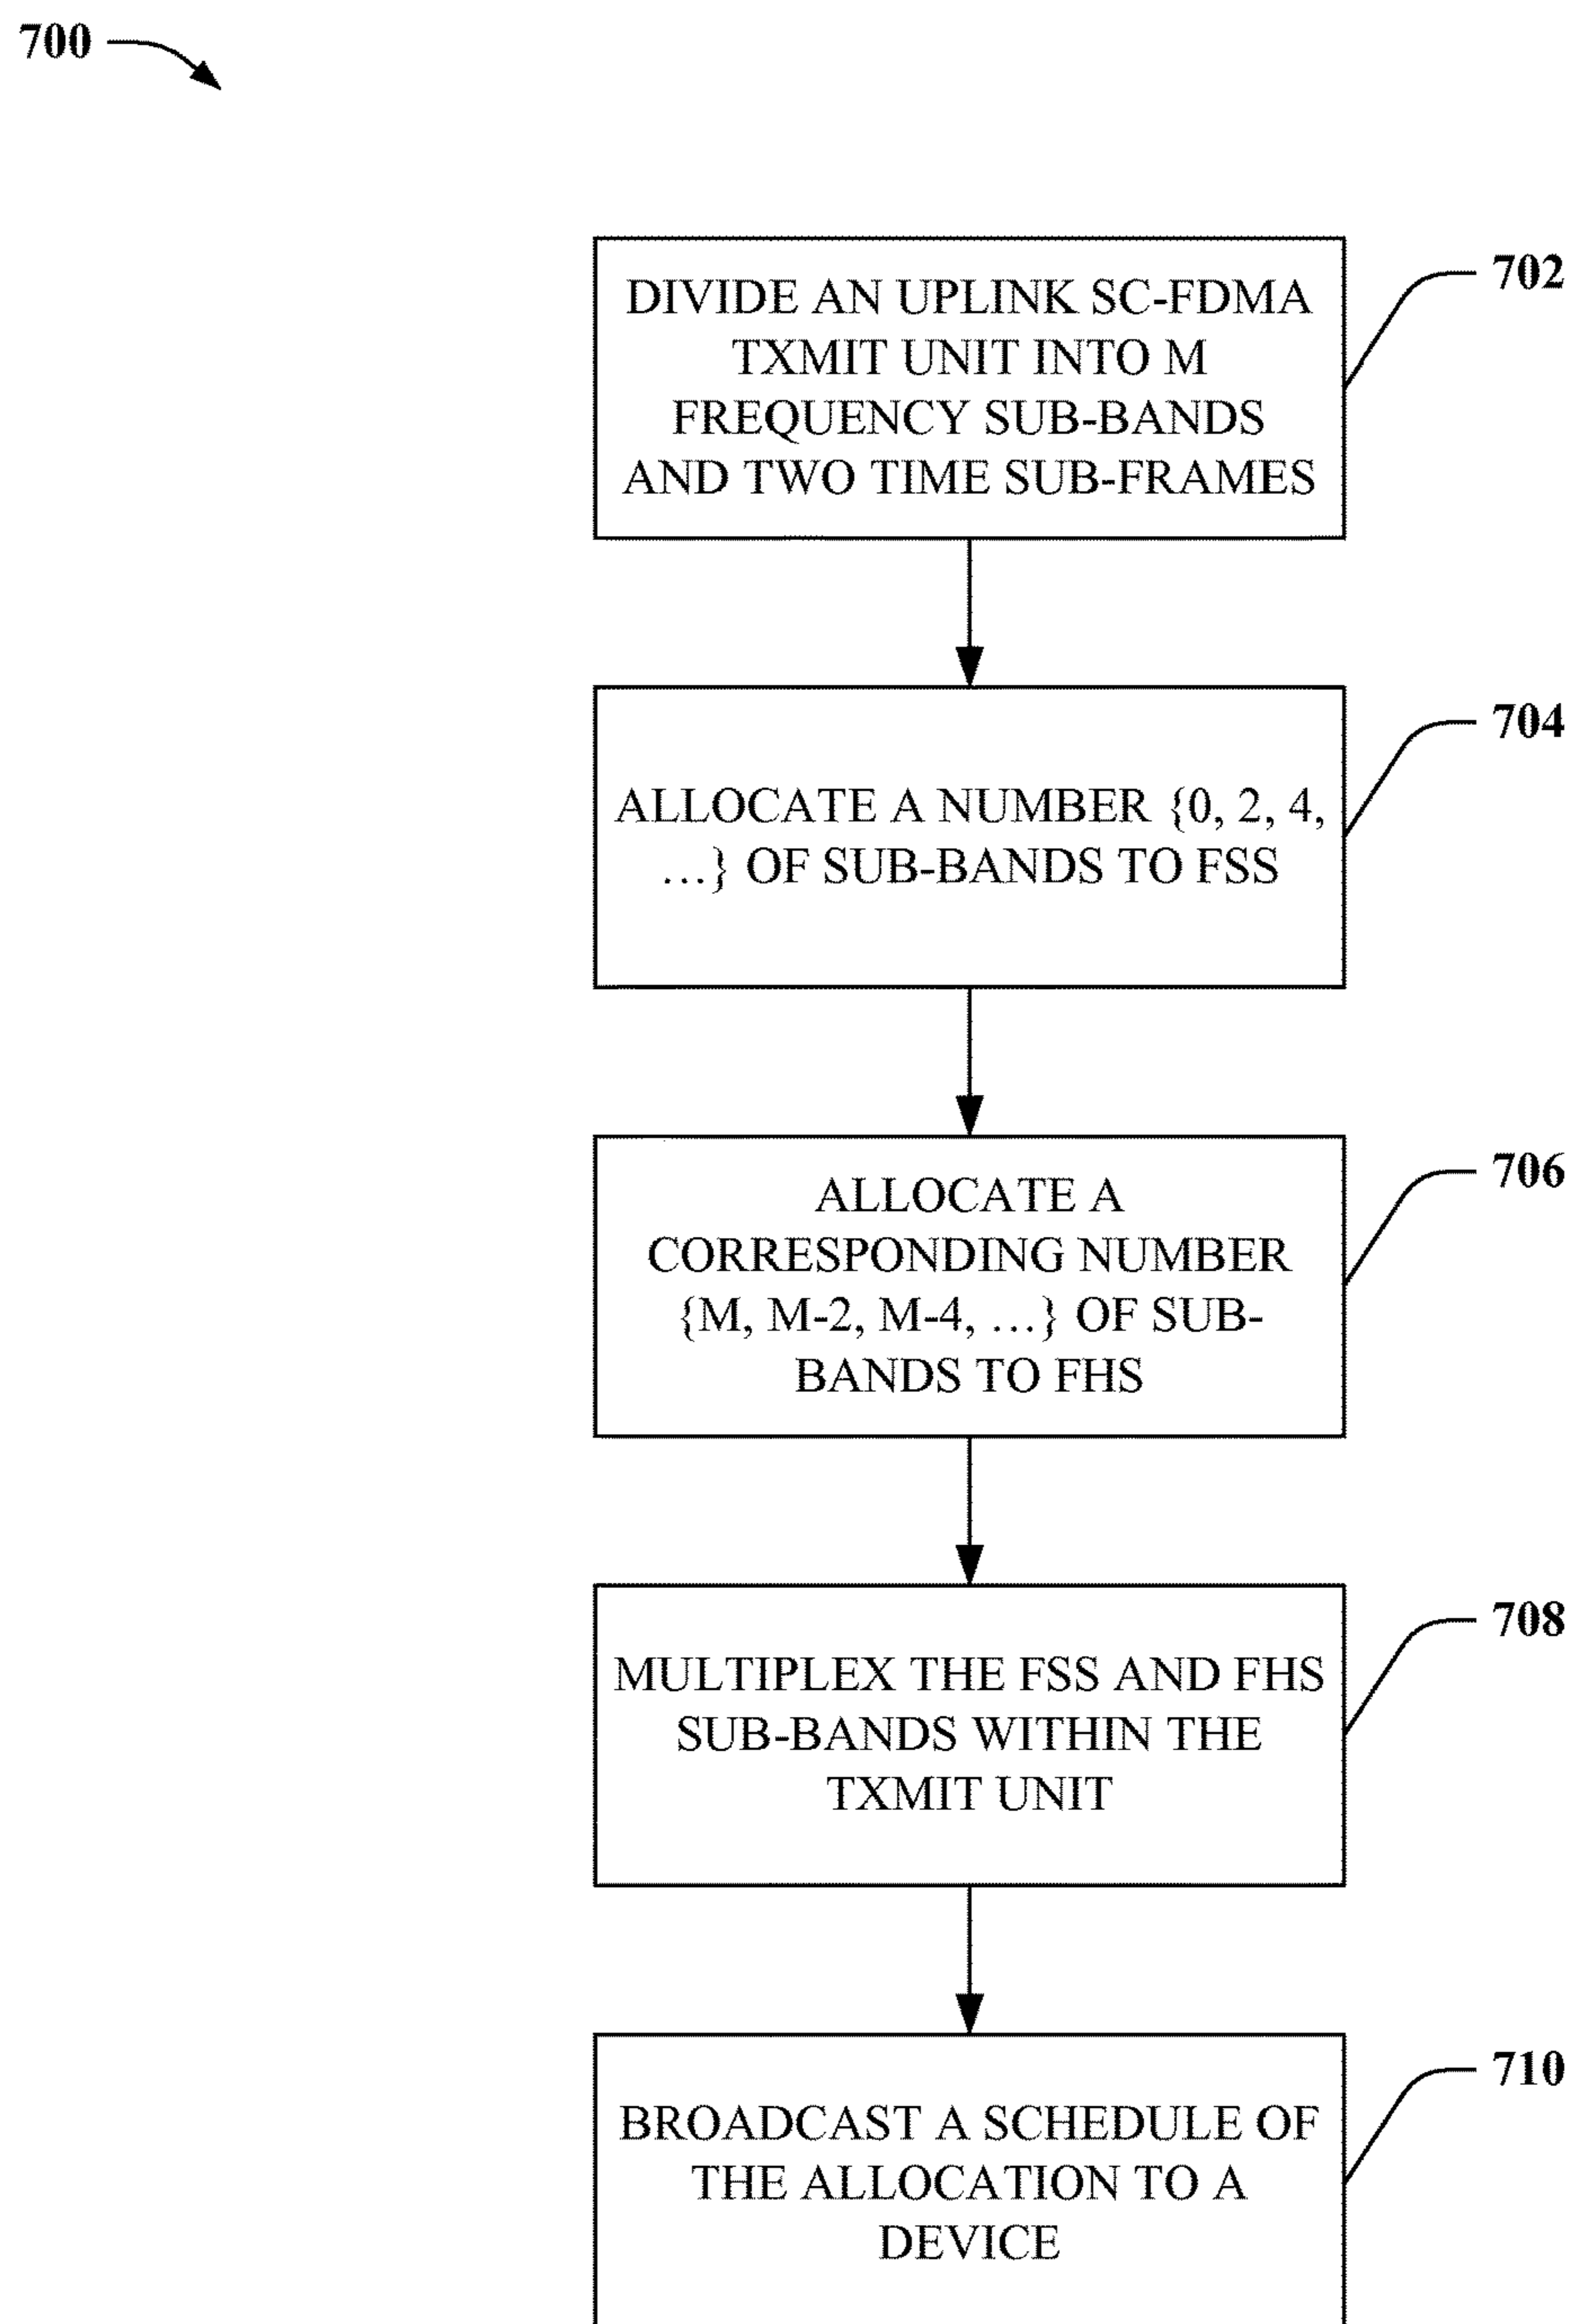 700
DIVIDE AN UPLINK SC-FDMA
TXMIT UNIT INTO M
FREQUENCY SUB-BANDS
AND TWO TIME SUB-FRAMES
702
ALLOCATE A NUMBER {0, 2, 4,
...} OF SUB-BANDS TO FSS
704
ALLOCATE A
CORRESPONDING NUMBER
{M, M-2, M-4, ...} OF SUB-
BANDS TO FHS
706
MULTIPLEX THE FSS AND FHS
SUB-BANDS WITHIN THE
TXMIT UNIT
708
BROADCAST A SCHEDULE OF
THE ALLOCATION TO A
DEVICE
710